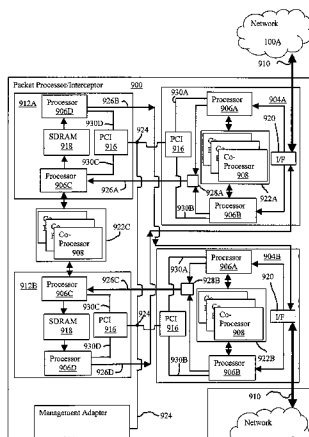 Network
100A
910
Packet Processor/Interceptor 900
912A
Processor
906D
926B
930D
SDRAM
918
PCI
916
924
930C
Processor
906C
926A
930A
Processor
906A
904A
920
PCI
916
Co-
Processor
908
I/F
928A
922A
930B
Processor
906B
Co-
Processor
908
922C
912B
Processor
906C
926C
930C
SDRAM
918
PCI
916
924
930D
Processor
906D
926D
930A
Processor
906A
904B
920
928B
PCI
916
Co-
Processor
908
I/F
922B
930B
Processor
906B
910
Management Adapter
924
Network